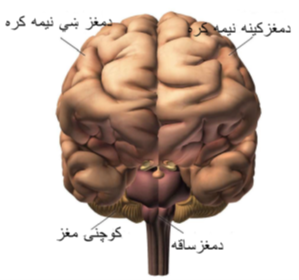 دمغز ښي نیمه کره
دمغزکینه نیمه کره
کوچنی مغز
دمغزساقه